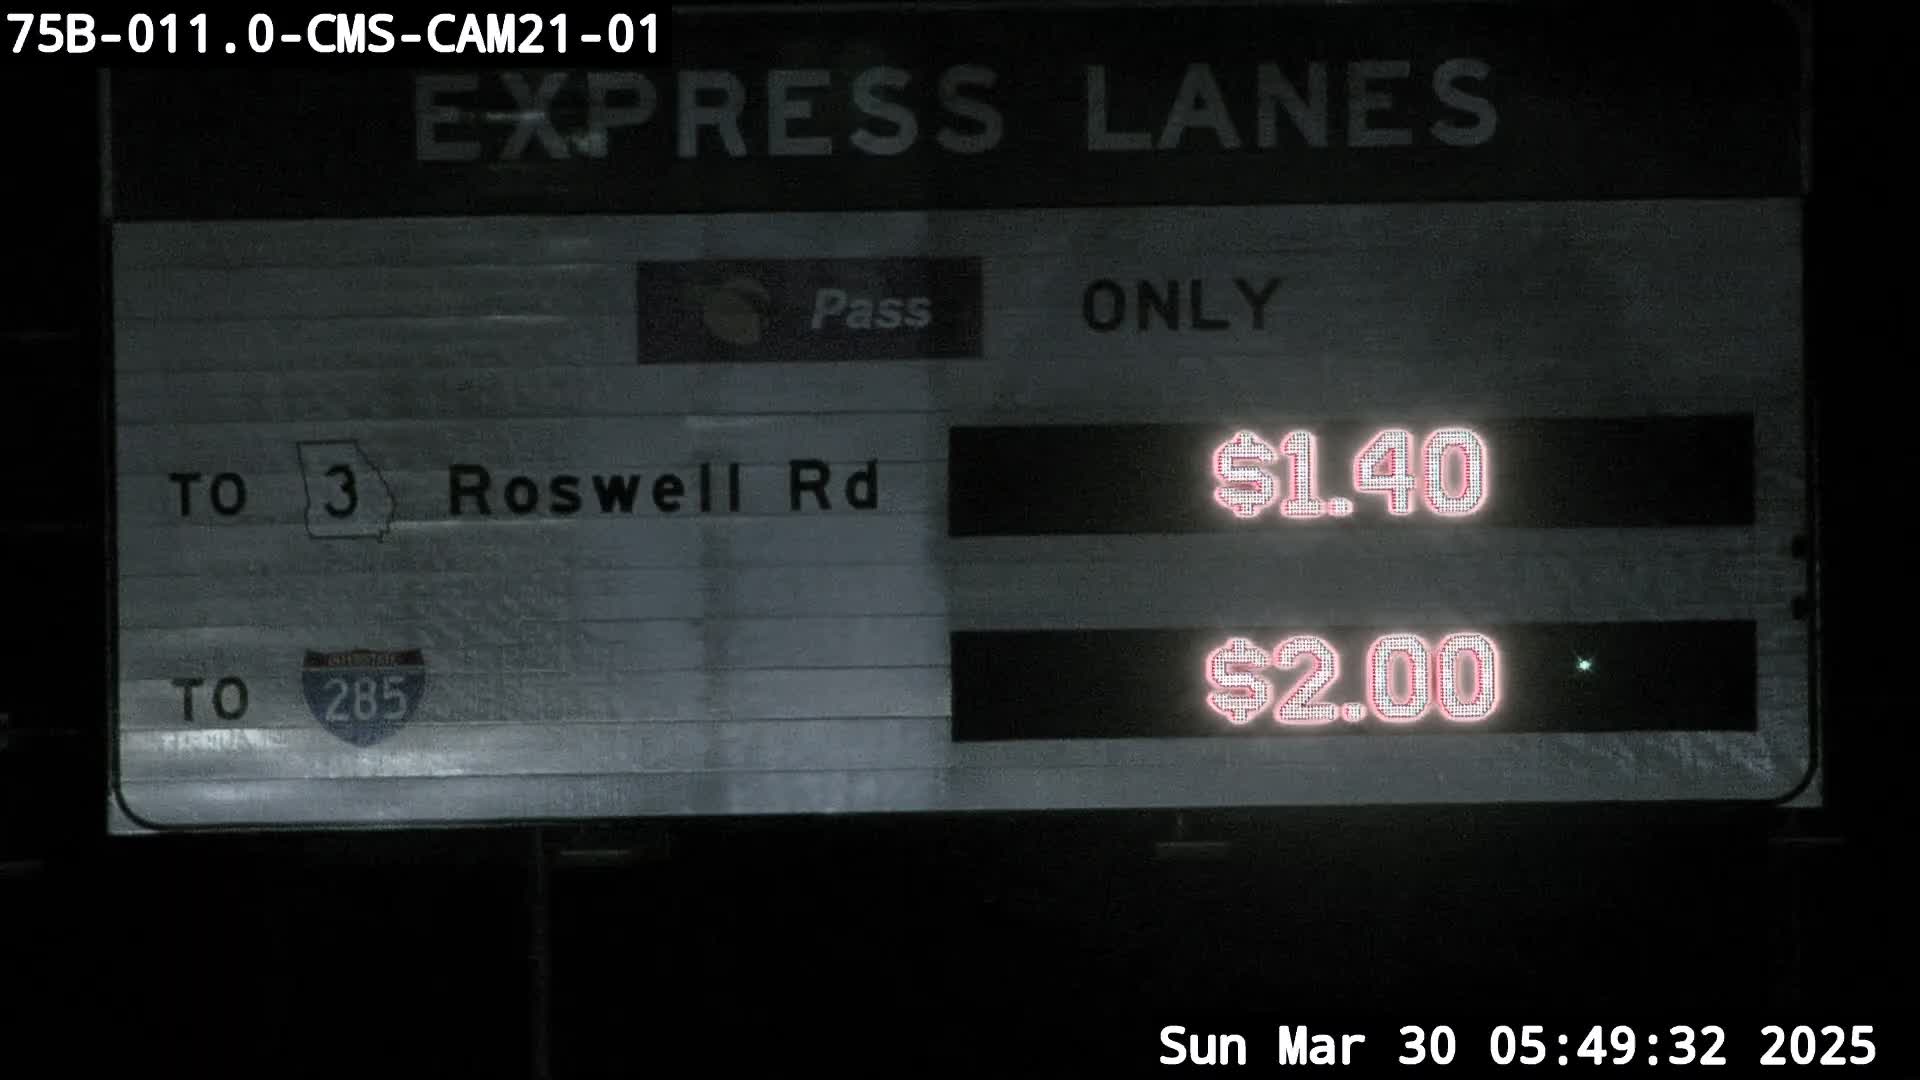 75B-011.0-CMS-CAM21-01
EXPRESS LANES
Pass ONLY
TO 3 Roswell Rd $1.40
INTERSTATE
TO 285 $2.00
Sun Mar 30 05:49:32 2025